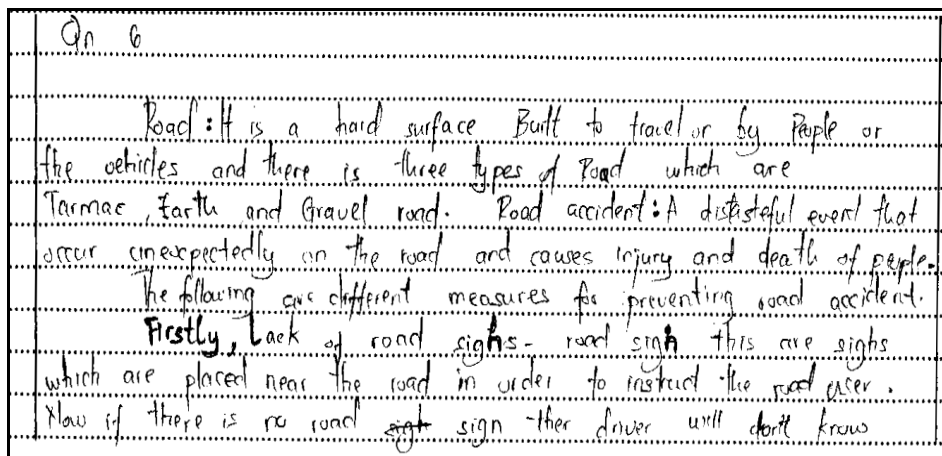 Qn 6
Road: It is a hard surface Built to travel or by People or
the vehicles and there is three types of Road which are
Tarmac, Earth and Gravel road. Road accident: A distasteful event that
occur unexpectedly on the road and causes injury and death of people.
The following are different measures for preventing road accident.
Firstly, Lack of road sighs - road sign this are sighs
which are placed near the road in order to instruct the road user.
Now if there is no road sign ther driver will don't know